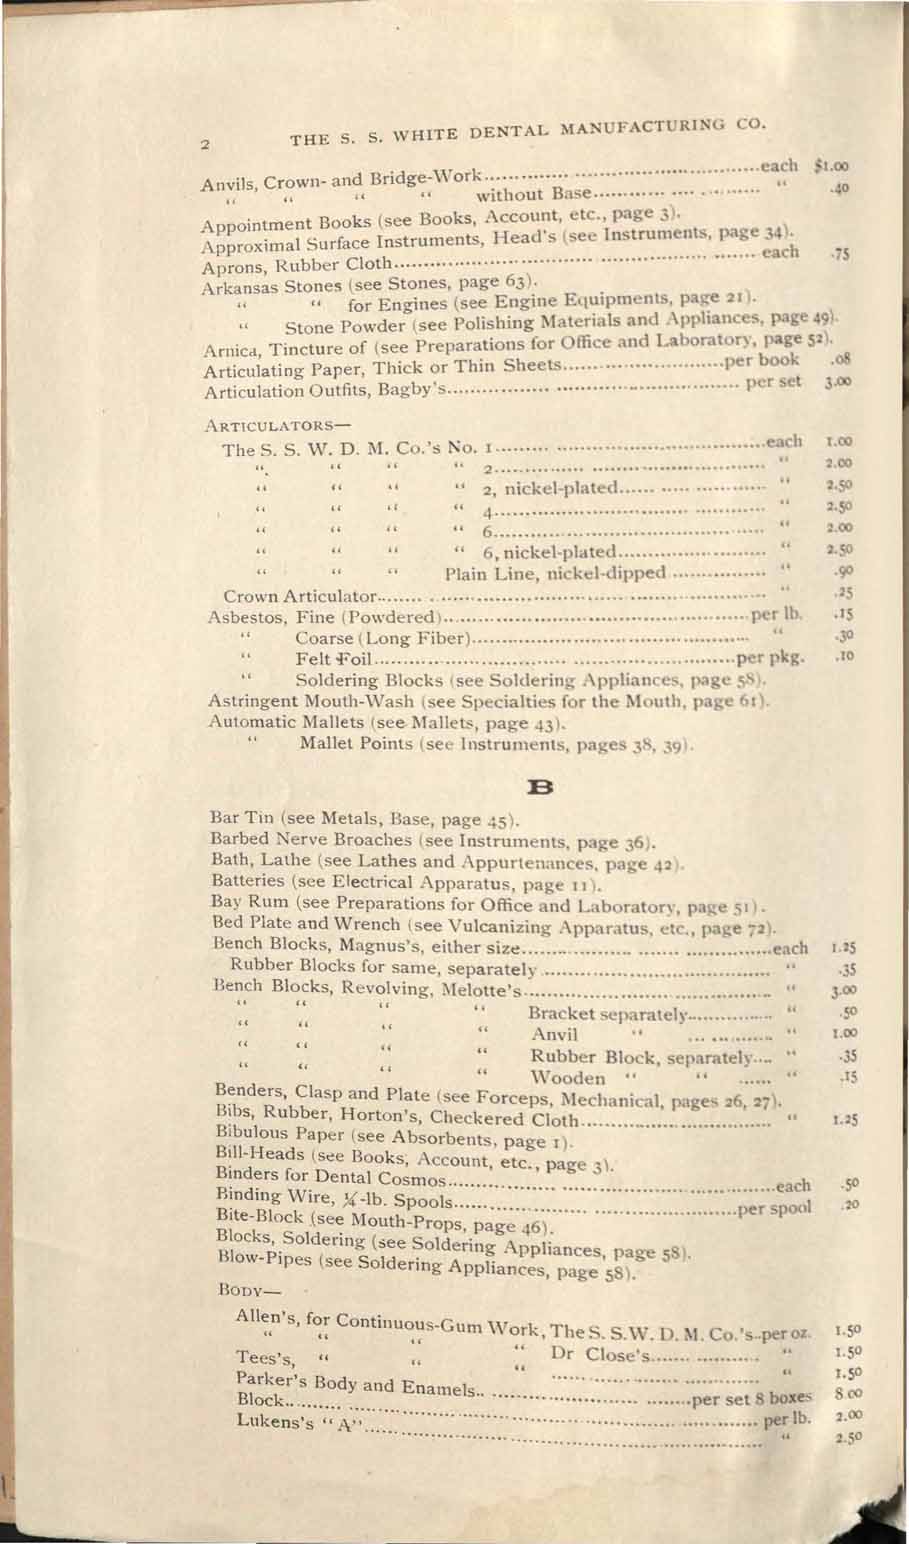 2 THE S. S. WHITE DENTAL MANUFACTURING CO.
Anvils, Crown- and Bridge-Work........each $1.00
“ “ “ “ without Base........ “ .40
Appointment Books (see Books, Account, etc., page 3).
Approximal Surface Instruments, Head's (see Instruments, page 34).
Aprons, Rubber Cloth........each .75
Arkansas Stones (see Stones, page 63).
“ “ for Engines (see Engine Equipments, page 21).
“ Stone Powder (see Polishing Materials and Appliances, page 49).
Arnica, Tincture of (see Preparations for Office and Laboratory, page 52).
Articulating Paper, Thick or Thin Sheets........per book .08
Articulation Outfits, Bagby's........per set 3.00
ARTICULATORS—
The S. S. W. D. M. Co.'s No. 1........each 1.00
“ “ “ “ 2........ “ 2.00
“ “ “ “ 2, nickel-plated........ “ 2.50
“ “ “ “ 4........ “ 2.50
“ “ “ “ 6........ “ 2.00
“ “ “ “ 6, nickel-plated........ “ 2.50
“ “ “ Plain Line, nickel-dipped........ “ .90
Crown Articulator........ “ .25
Asbestos, Fine (Powdered)........per lb. .15
“ Coarse (Long Fiber)........ “ .30
“ Felt Foil........per pkg. .10
“ Soldering Blocks (see Soldering Appliances, page 58).
Astringent Mouth-Wash (see Specialties for the Mouth, page 61).
Automatic Mallets (see Mallets, page 43).
“ Mallet Points (see Instruments, pages 38, 39).
B
Bar Tin (see Metals, Base, page 45).
Barbed Nerve Broaches (see Instruments, page 36).
Bath, Lathe (see Lathes and Appurtenances, page 42).
Batteries (see Electrical Apparatus, page 11).
Bay Rum (see Preparations for Office and Laboratory, page 51).
Bed Plate and Wrench (see Vulcanizing Apparatus, etc., page 72).
Bench Blocks, Magnus's, either size........each 1.25
Rubber Blocks for same, separately........ “ .35
Bench Blocks, Revolving, Melotte's........ “ 3.00
“ “ “ “ Bracket separately........ “ .50
“ “ “ “ Anvil “ ........ “ 1.00
“ “ “ “ Rubber Block, separately.... “ .35
“ “ “ “ Wooden “ “ ...... “ .15
Benders, Clasp and Plate (see Forceps, Mechanical, pages 26, 27).
Bibs, Rubber, Horton's, Checkered Cloth........ “ 1.25
Bibulous Paper (see Absorbents, page 1).
Bill-Heads (see Books, Account, etc., page 3).
Binders for Dental Cosmos........each .50
Binding Wire, ¼-lb. Spools........per spool .20
Bite-Block (see Mouth-Props, page 46).
Blocks, Soldering (see Soldering Appliances, page 58).
Blow-Pipes (see Soldering Appliances, page 58).
BODY—
Allen's, for Continuous-Gum Work, The S. S. W. D. M. Co.'s..per oz. 1.50
“ “ “ “ Dr Close's........ “ 1.50
Tees's, “ “ “ ........ “ 1.50
Parker's Body and Enamels........per set 8 boxes 8.00
Block........per lb. 2.00
Lukens's “A”........ “ 2.50